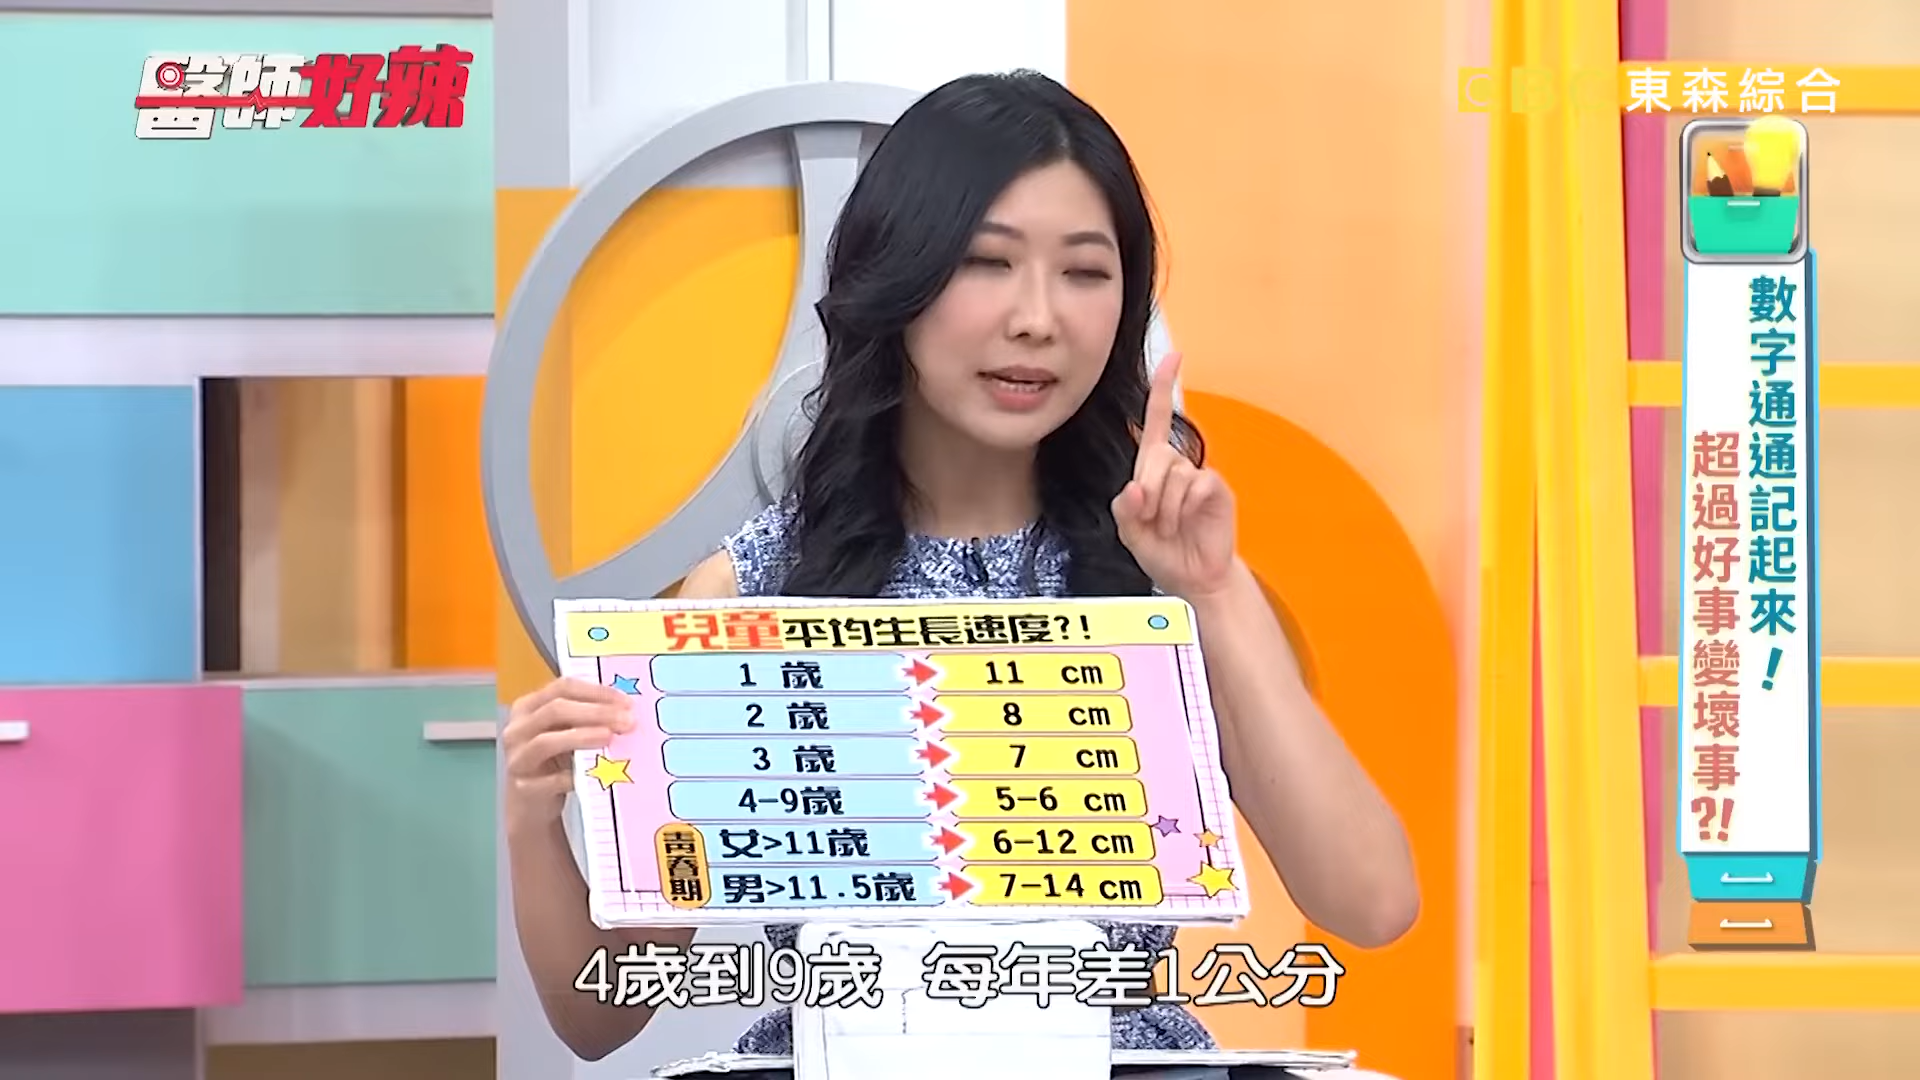 醫師好辣
EBC 東森綜合
數字通通記起來！
超過好事變壞事?!
兒童平均生長速度?!
1 歲 11 cm
2 歲 8 cm
3 歲 7 cm
4-9歲 5-6 cm
青春期
女>11歲 6-12 cm
男>11.5歲 7-14 cm
4歲到9歲 每年差1公分